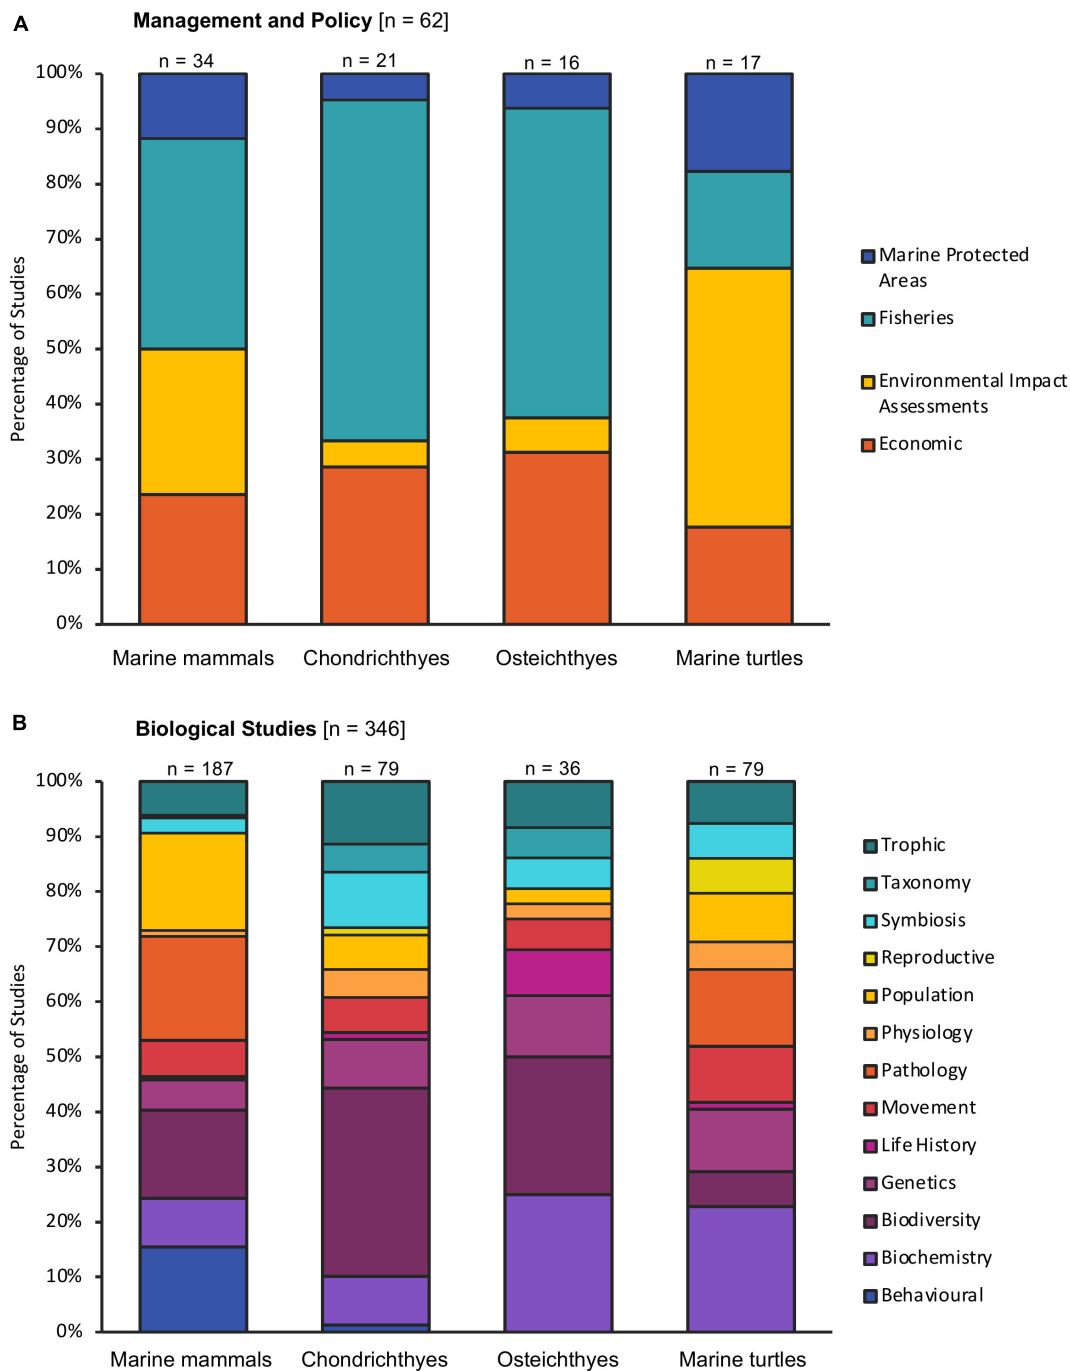 A
Management and Policy [n = 62]
n = 34
n = 21
n = 16
n = 17
100%
90%
80%
70%
60%
50%
40%
30%
20%
10%
0%
Percentage of Studies
Marine mammals
Chondrichthyes
Osteichthyes
Marine turtles
Marine Protected
Areas
Fisheries
Environmental Impact
Assessments
Economic
B
Biological Studies [n = 346]
n = 187
n = 79
n = 36
n = 79
100%
90%
80%
70%
60%
50%
40%
30%
20%
10%
0%
Percentage of Studies
Marine mammals
Chondrichthyes
Osteichthyes
Marine turtles
Trophic
Taxonomy
Symbiosis
Reproductive
Population
Physiology
Pathology
Movement
Life History
Genetics
Biodiversity
Biochemistry
Behavioural